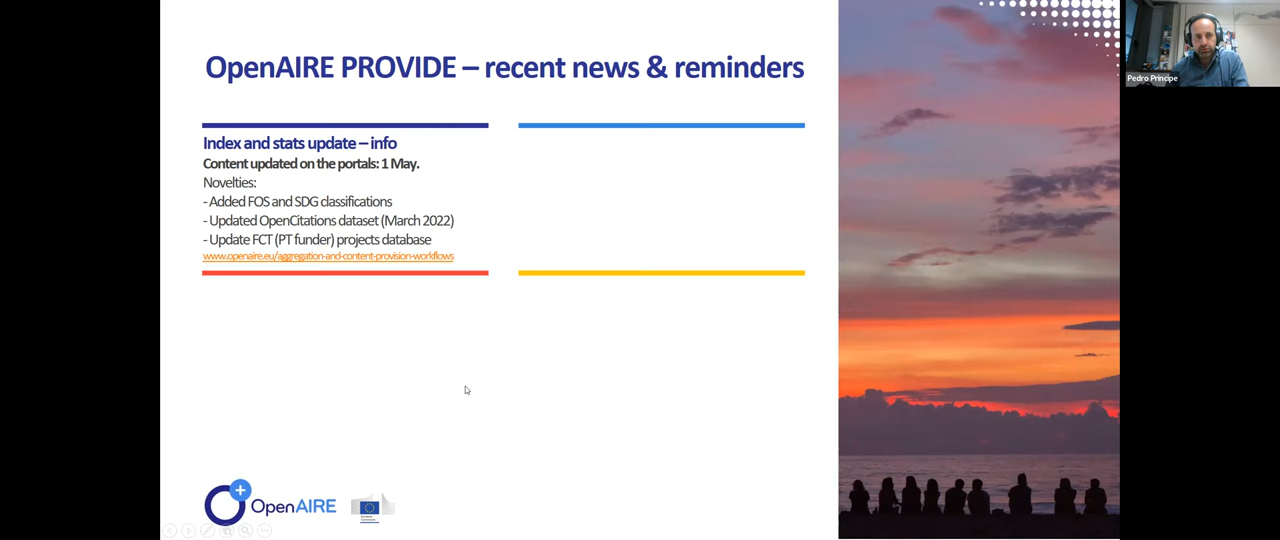 OpenAIRE PROVIDE – recent news & reminders
Index and stats update – info
Content updated on the portals: 1 May.
Novelties:
- Added FOS and SDG classifications
- Updated OpenCitations dataset (March 2022)
- Update FCT (PT funder) projects database
www.openaire.eu/aggregation-and-content-provision-workflows
OpenAIRE
Pedro Príncipe